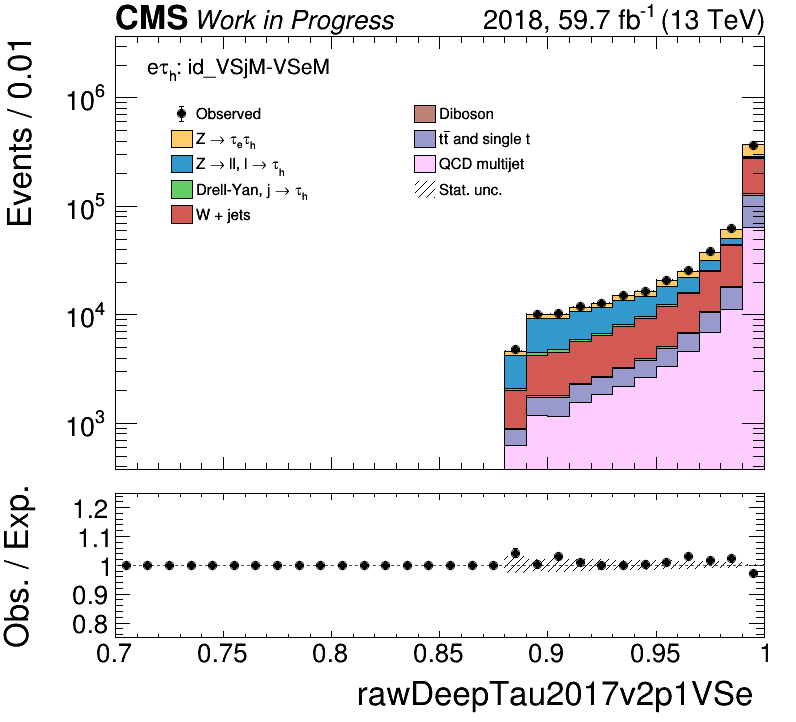 CMS Work in Progress 2018, 59.7 fb⁻¹ (13 TeV)
Events / 0.01
eτₕ: id_VSjM-VSeM
Observed
Z → τₑτₕ
Z → ll, l → τₕ
Drell-Yan, j → τₕ
W + jets
Diboson
tt̄ and single t
QCD multijet
Stat. unc.
10⁶
10⁵
10⁴
10³
Obs. / Exp.
1.2
1.1
1
0.9
0.8
0.7 0.75 0.8 0.85 0.9 0.95 1
rawDeepTau2017v2p1VSe